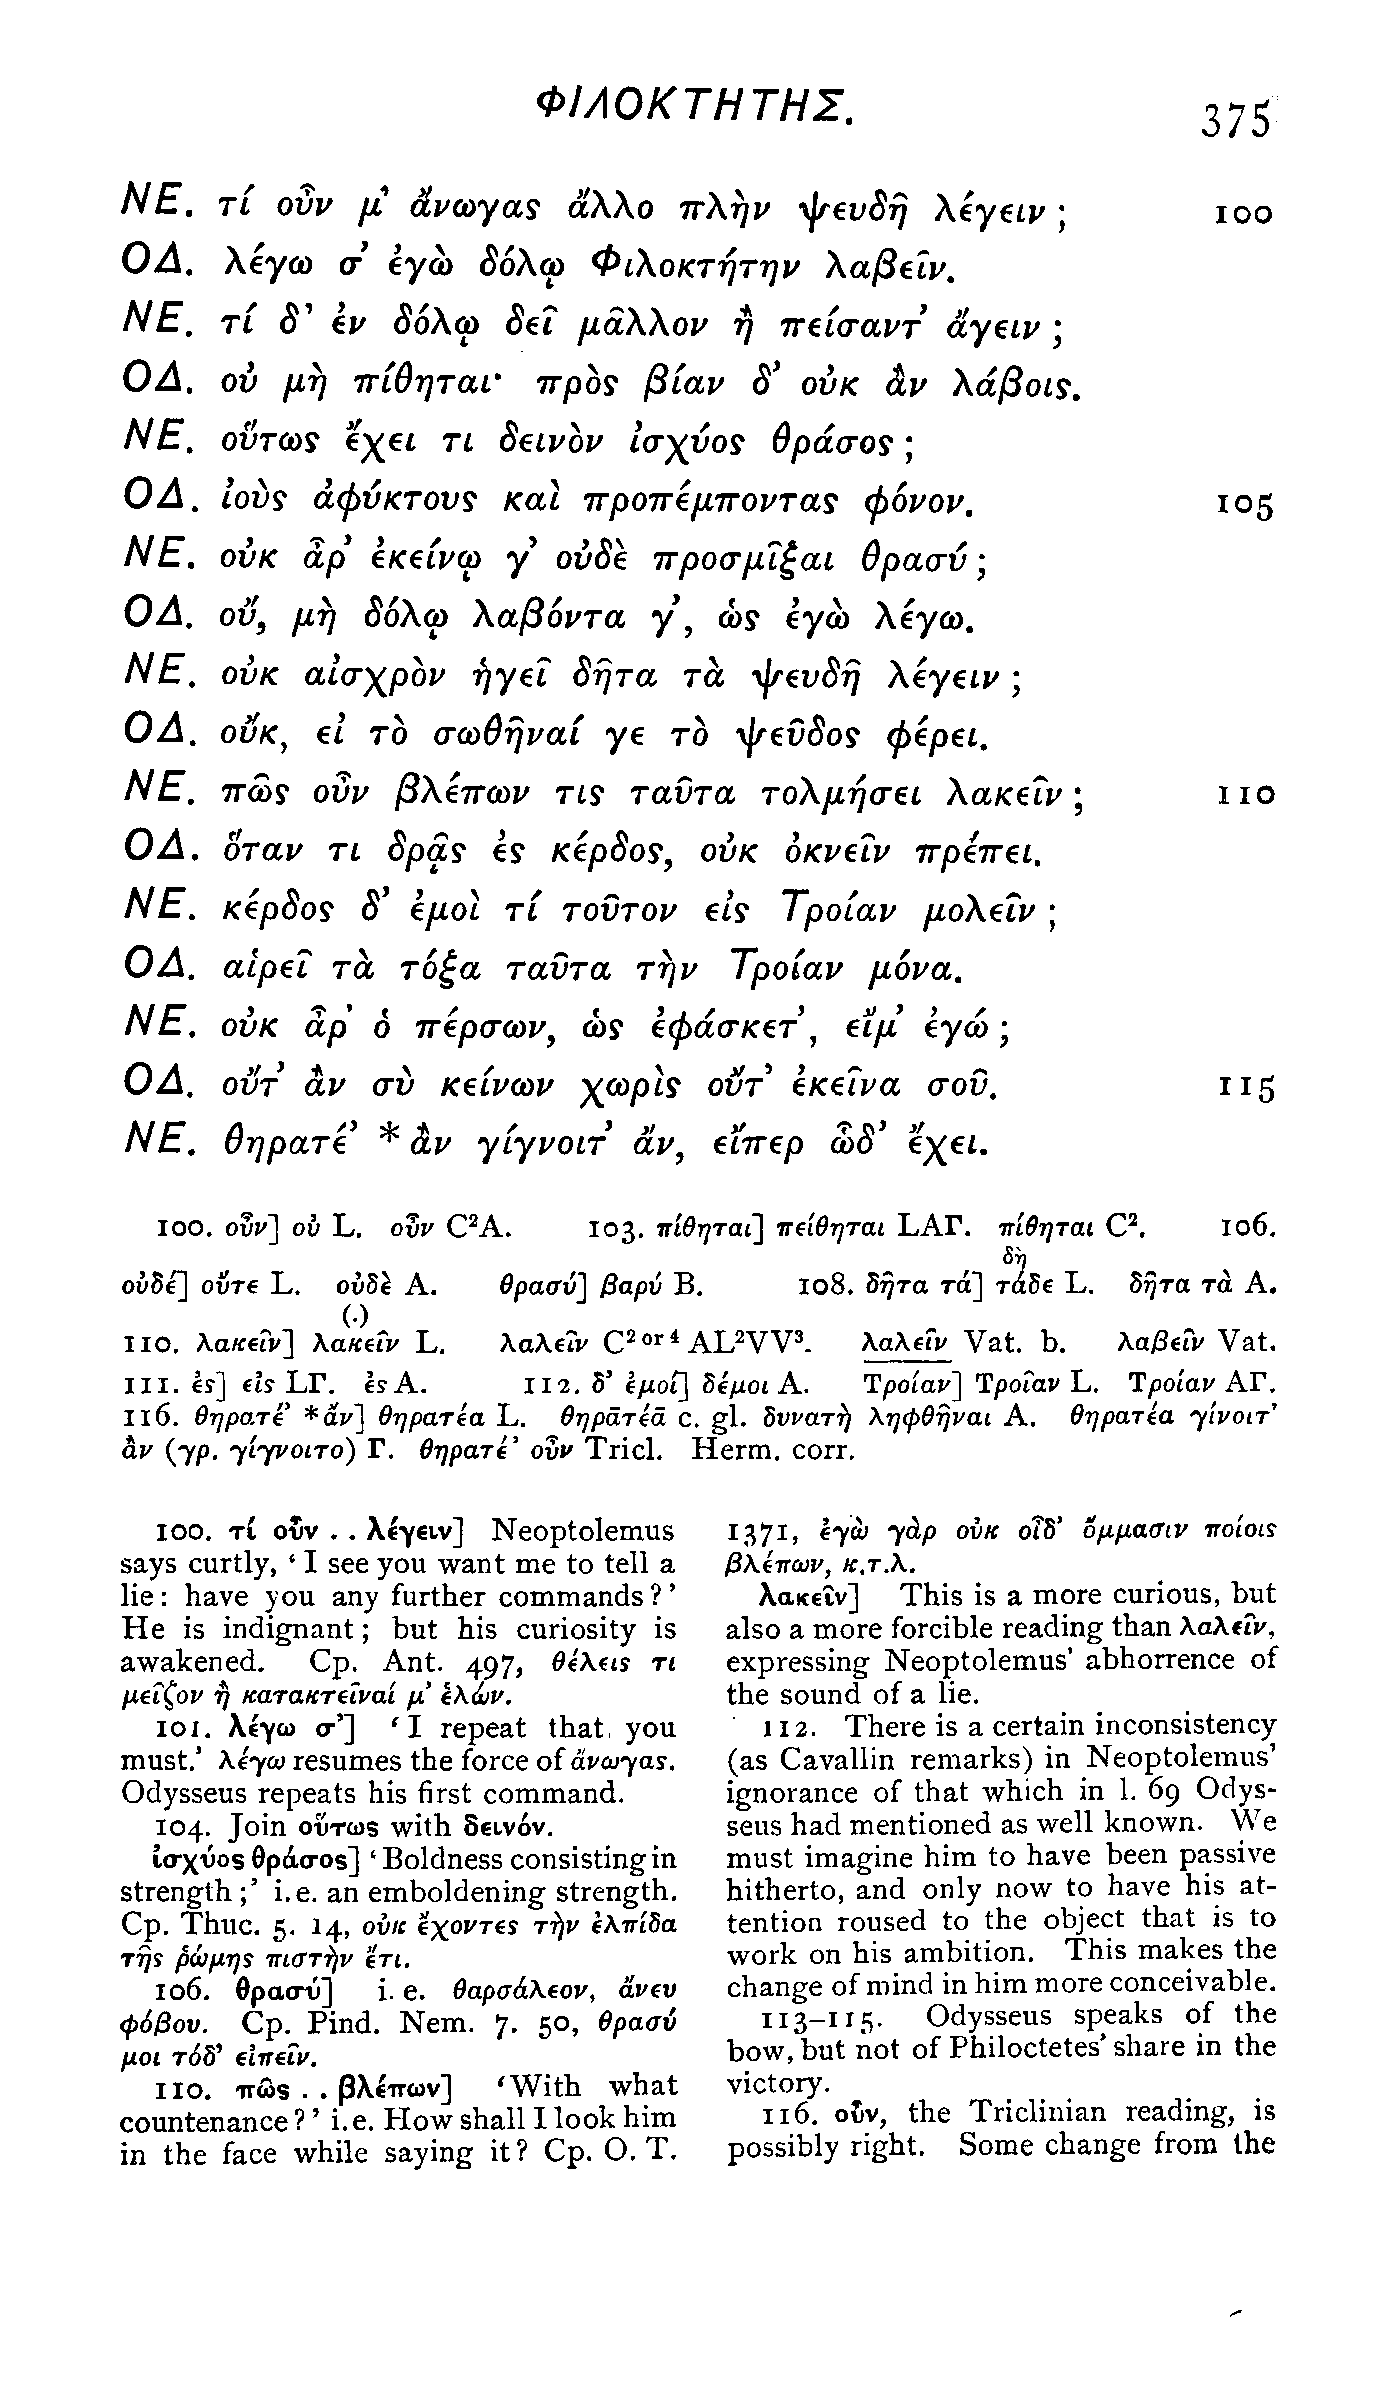 ΦΙΛΟΚΤΗΤΗΣ.
375
ΝΕ. τί οὖν μ' ἄνωγας ἄλλο πλὴν ψευδῆ λέγειν; 100
ΟΔ. λέγω σ' ἐγὼ δόλῳ Φιλοκτήτην λαβεῖν.
ΝΕ. τί δ' ἐν δόλῳ δεῖ μᾶλλον ἢ πείσαντ' ἄγειν;
ΟΔ. οὐ μὴ πίθηται· πρὸς βίαν δ' οὐκ ἂν λάβοις.
ΝΕ. οὕτως ἔχει τι δεινὸν ἰσχύος θράσος;
ΟΔ. ἰοὺς ἀφύκτους καὶ προπέμποντας φόνον. 105
ΝΕ. οὐκ ἆρ' ἐκείνῳ γ' οὐδὲ προσμῖξαι θρασύ;
ΟΔ. οὔ, μὴ δόλῳ λαβόντα γ', ὡς ἐγὼ λέγω.
ΝΕ. οὐκ αἰσχρὸν ἡγεῖ δῆτα τὰ ψευδῆ λέγειν;
ΟΔ. οὔκ, εἰ τὸ σωθῆναί γε τὸ ψεῦδος φέρει.
ΝΕ. πῶς οὖν βλέπων τις ταῦτα τολμήσει λακεῖν; 110
ΟΔ. ὅταν τι δρᾷς ἐς κέρδος, οὐκ ὀκνεῖν πρέπει.
ΝΕ. κέρδος δ' ἐμοὶ τί τοῦτον εἰς Τροίαν μολεῖν;
ΟΔ. αἱρεῖ τὰ τόξα ταῦτα τὴν Τροίαν μόνα.
ΝΕ. οὐκ ἆρ' ὁ πέρσων, ὡς ἐφάσκετ', εἴμ' ἐγώ;
ΟΔ. οὔτ' ἂν σὺ κείνων χωρὶς οὔτ' ἐκεῖνα σοῦ. 115
ΝΕ. θηρατέ' *ἂν γίγνοιτ' ἄν, εἴπερ ὧδ' ἔχει.
100. οὖν] οὐ L. οὖν C²A. 103. πίθηται] πείθηται LAΓ. πίθηται C². 106.
δὴ
οὐδέ] οὔτε L. οὐδὲ A. θρασύ] βαρύ B. 108. δῆτα τά] τάδε L. δῆτα τὰ A.
(·)
110. λακεῖν] λακεῖν L. λαλεῖν C² or ⁴ AL²VV³. λαλεῖν Vat. b. λαβεῖν Vat.
111. ἐς] εἰς LΓ. ἐς A. 112. δ' ἐμοί] δέμοι A. Τροίαν] Τροῖαν L. Τροίαν AΓ.
116. θηρατέ' *ἄν] θηρατέα L. θηρᾱτέᾱ c. gl. δυνατὴ ληφθῆναι A. θηρατέα γίνοιτ'
ἂν (γρ. γίγνοιτο) Γ. θηρατέ' οὖν Tricl. Herm. corr.
100. τί οὖν . . λέγειν] Neoptolemus
says curtly, 'I see you want me to tell a
lie: have you any further commands?'
He is indignant; but his curiosity is
awakened. Cp. Ant. 497, θέλεις τι
μεῖζον ἢ κατακτεῖναί μ' ἑλών.
101. λέγω σ'] 'I repeat that you
must.' λέγω resumes the force of ἄνωγας.
Odysseus repeats his first command.
104. Join οὕτως with δεινόν.
ἰσχύος θράσος] 'Boldness consisting in
strength;' i.e. an emboldening strength.
Cp. Thuc. 5. 14, οὐκ ἔχοντες τὴν ἐλπίδα
τῆς ῥώμης πιστὴν ἔτι.
106. θρασύ] i. e. θαρσάλεον, ἄνευ
φόβου. Cp. Pind. Nem. 7. 50, θρασύ
μοι τόδ' εἰπεῖν.
110. πῶς . . βλέπων] 'With what
countenance?' i.e. How shall I look him
in the face while saying it? Cp. O. T.
1371, ἐγὼ γὰρ οὐκ οἶδ' ὄμμασιν ποίοις
βλέπων, κ.τ.λ.
λακεῖν] This is a more curious, but
also a more forcible reading than λαλεῖν,
expressing Neoptolemus' abhorrence of
the sound of a lie.
112. There is a certain inconsistency
(as Cavallin remarks) in Neoptolemus'
ignorance of that which in l. 69 Odys-
seus had mentioned as well known. We
must imagine him to have been passive
hitherto, and only now to have his at-
tention roused to the object that is to
work on his ambition. This makes the
change of mind in him more conceivable.
113–115. Odysseus speaks of the
bow, but not of Philoctetes' share in the
victory.
116. οὖν, the Triclinian reading, is
possibly right. Some change from the